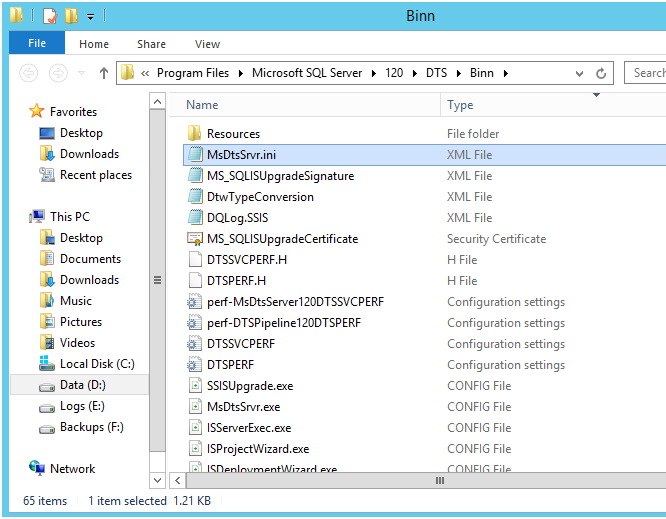 Binn
File Home Share View
« Program Files Microsoft SQL Server 120 DTS Binn Search
Favorites
Desktop
Downloads
Recent places
This PC
Desktop
Documents
Downloads
Music
Pictures
Videos
Local Disk (C:)
Data (D:)
Logs (E:)
Backups (F:)
Network
Name Type
Resources File folder
MsDtsSrvr.ini XML File
MS_SQLISUpgradeSignature XML File
DtwTypeConversion XML File
DQLog.SSIS XML File
MS_SQLISUpgradeCertificate Security Certificate
DTSSVCPERF.H H File
DTSPERF.H H File
perf-MsDtsServer120DTSSVCPERF Configuration settings
perf-DTSPipeline120DTSPERF Configuration settings
DTSSVCPERF Configuration settings
DTSPERF Configuration settings
SSISUpgrade.exe CONFIG File
MsDtsSrvr.exe CONFIG File
ISServerExec.exe CONFIG File
ISProjectWizard.exe CONFIG File
ISDeploymentWizard.exe CONFIG File
65 items 1 item selected 1.21 KB